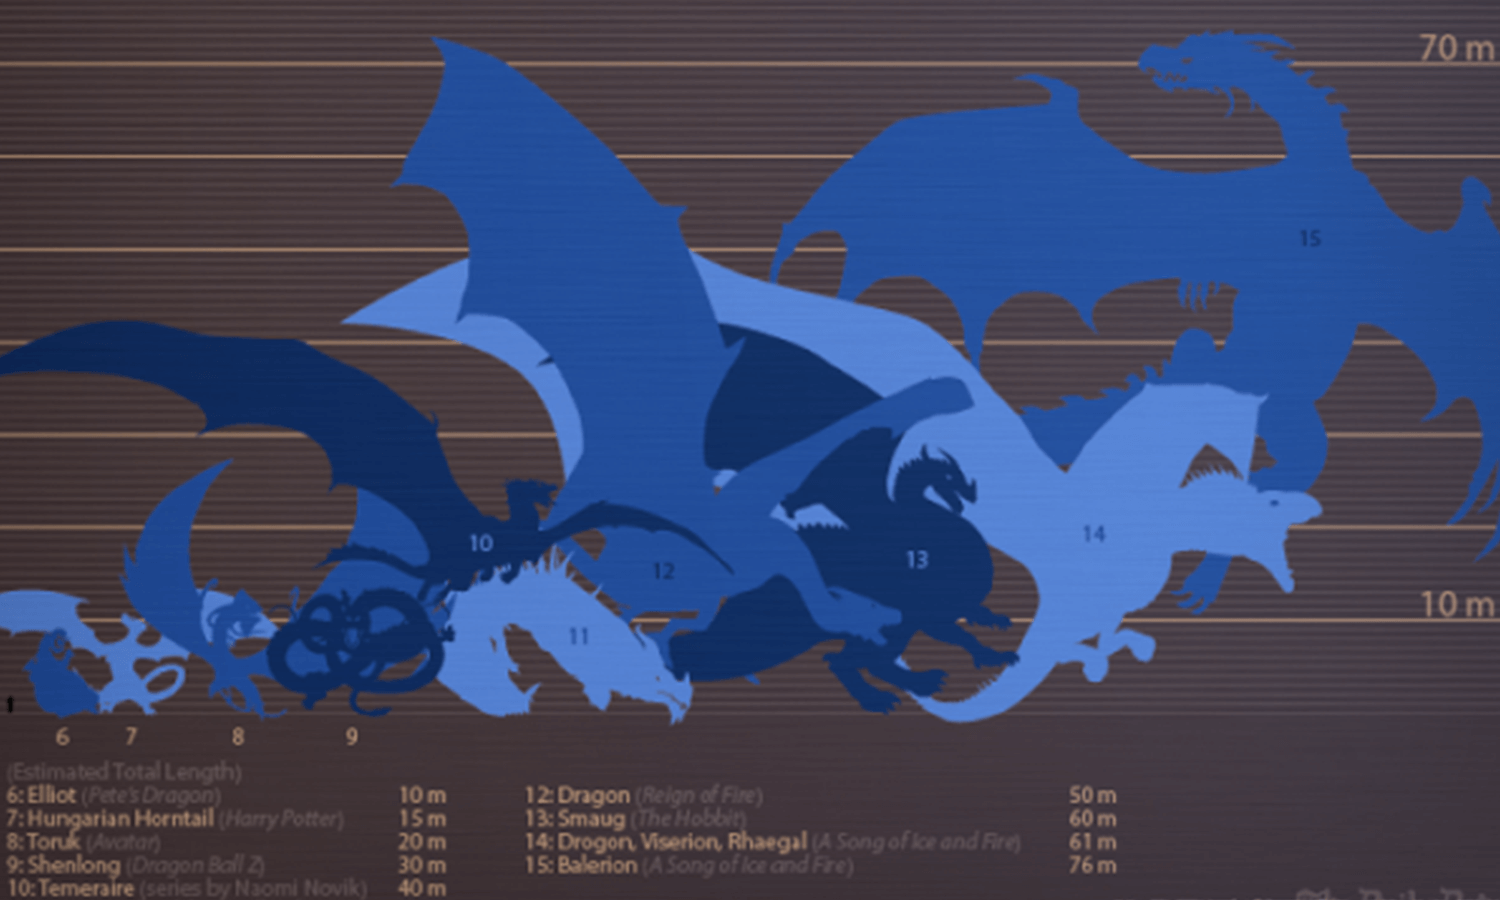 70 m
15
10
13
14
12
10 m
11
6 7 8 9
(Estimated Total Length)
6: Elliot (Pete's Dragon) 10 m
7: Hungarian Horntail (Harry Potter) 15 m
8: Toruk (Avatar) 20 m
9: Shenlong (Dragon Ball Z) 30 m
10: Temeraire (series by Naomi Novik) 40 m
12: Dragon (Reign of Fire) 50 m
13: Smaug (The Hobbit) 60 m
14: Drogon, Viserion, Rhaegal (A Song of Ice and Fire) 61 m
15: Balerion (A Song of Ice and Fire) 76 m